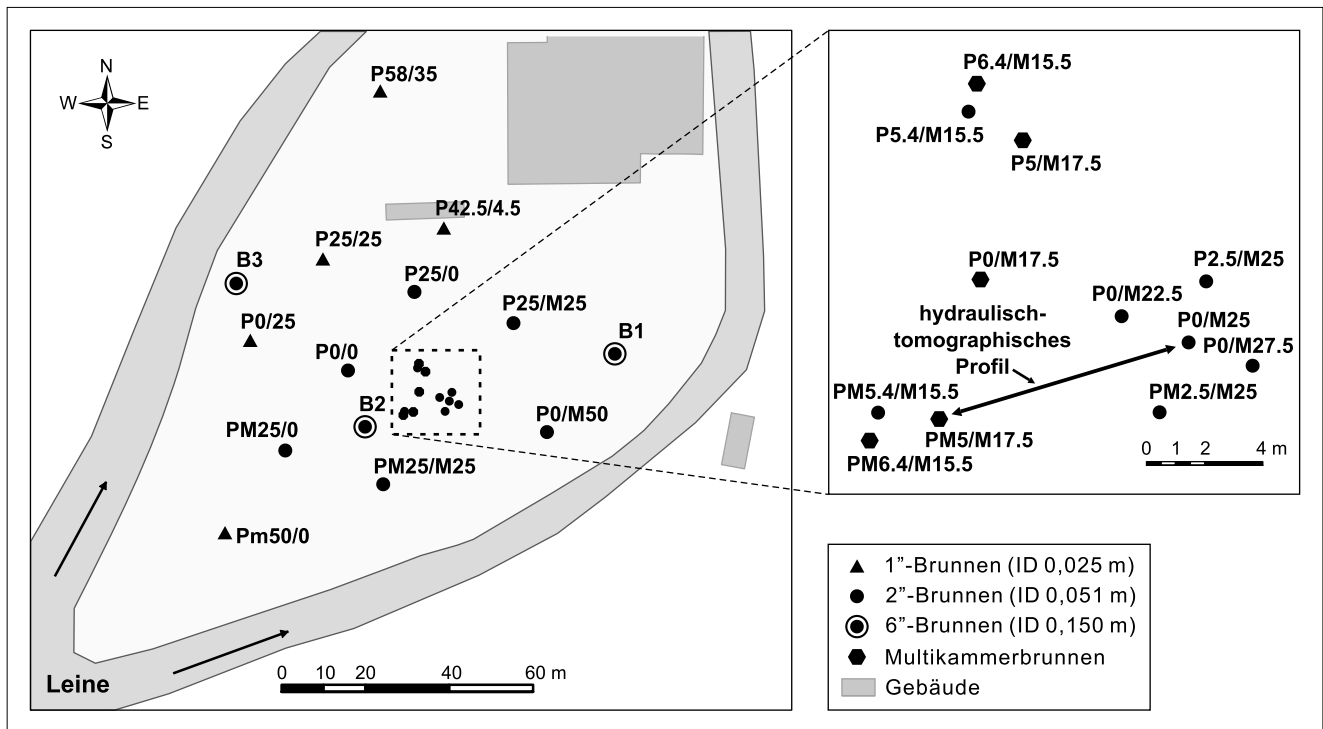 N
W
E
S
P58/35
P42.5/4.5
P25/25
B3
P25/0
P25/M25
P0/25
B1
P0/0
B2
P0/M50
PM25/0
PM25/M25
Pm50/0
Leine
0 10 20 40 60 m
P6.4/M15.5
P5.4/M15.5
P5/M17.5
P0/M17.5
P2.5/M25
P0/M22.5
hydraulisch-
tomographisches
Profil
P0/M25
P0/M27.5
PM5.4/M15.5
PM2.5/M25
PM5/M17.5
PM6.4/M15.5
0 1 2 4 m
1”-Brunnen (ID 0,025 m)
2”-Brunnen (ID 0,051 m)
6”-Brunnen (ID 0,150 m)
Multikammerbrunnen
Gebäude